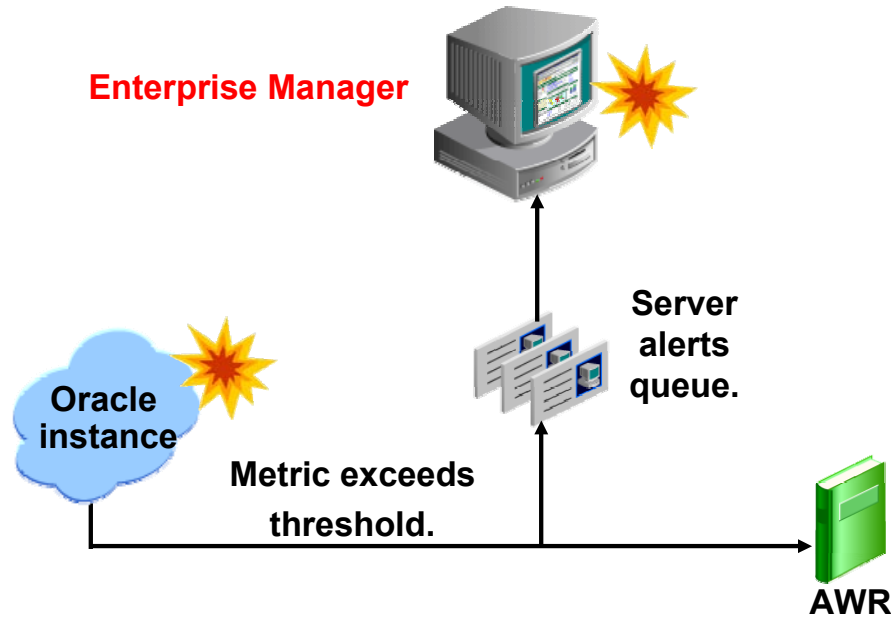 Enterprise Manager
Server
alerts
queue.
Oracle
instance
Metric exceeds
threshold.
AWR